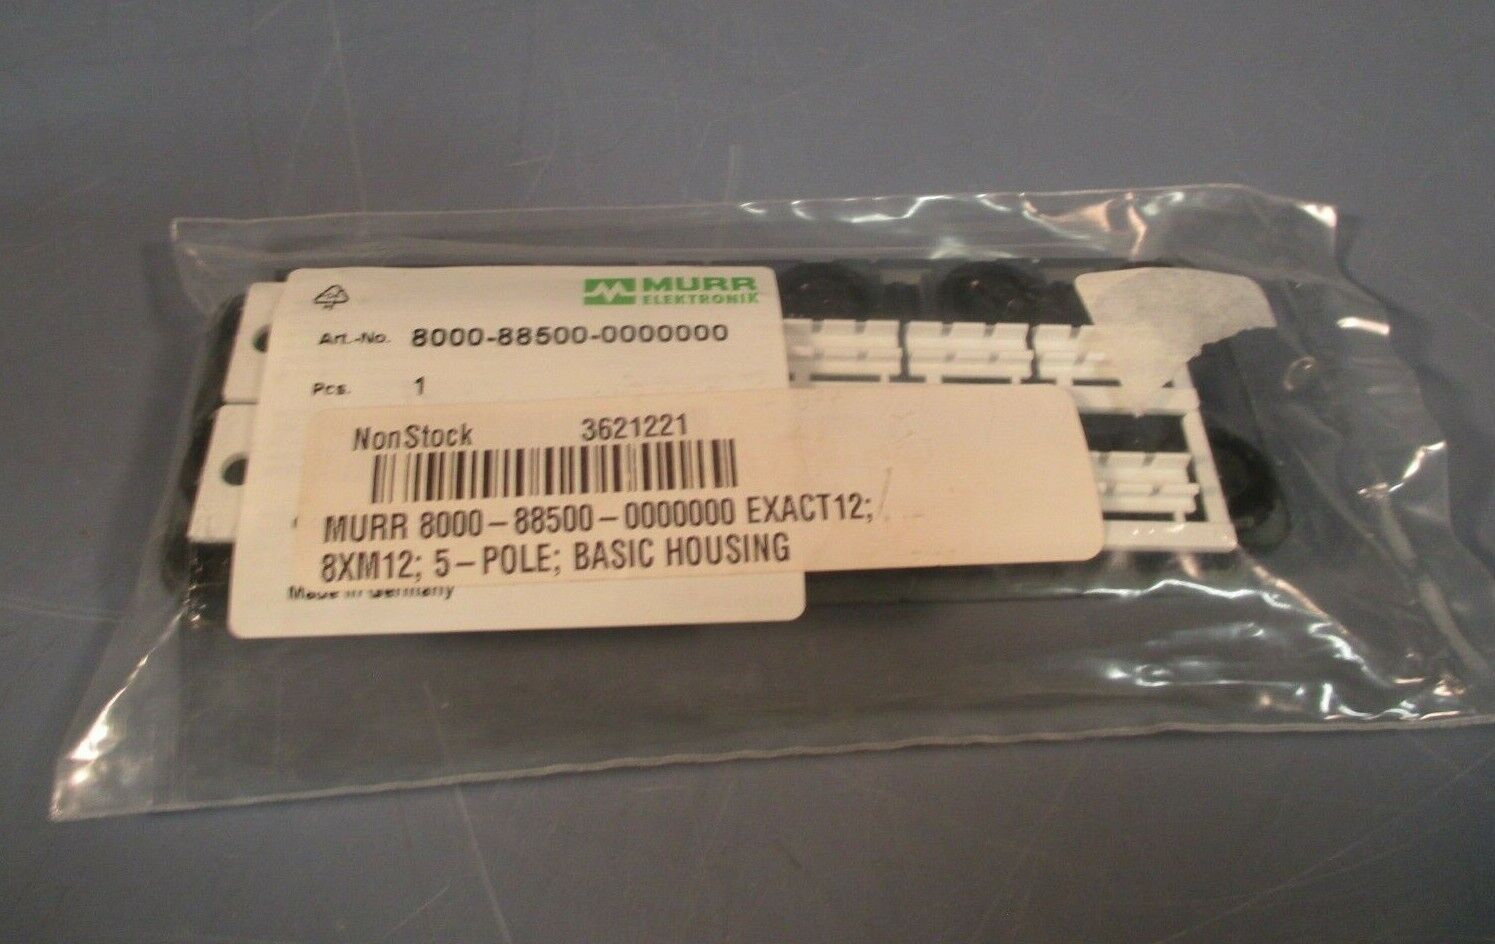 MURR
ELEKTRONIK
Art.-No. 8000-88500-0000000
Pcs. 1
NonStock 3621221
MURR 8000-88500-0000000 EXACT12;
8XM12; 5-POLE; BASIC HOUSING
Made in Germany